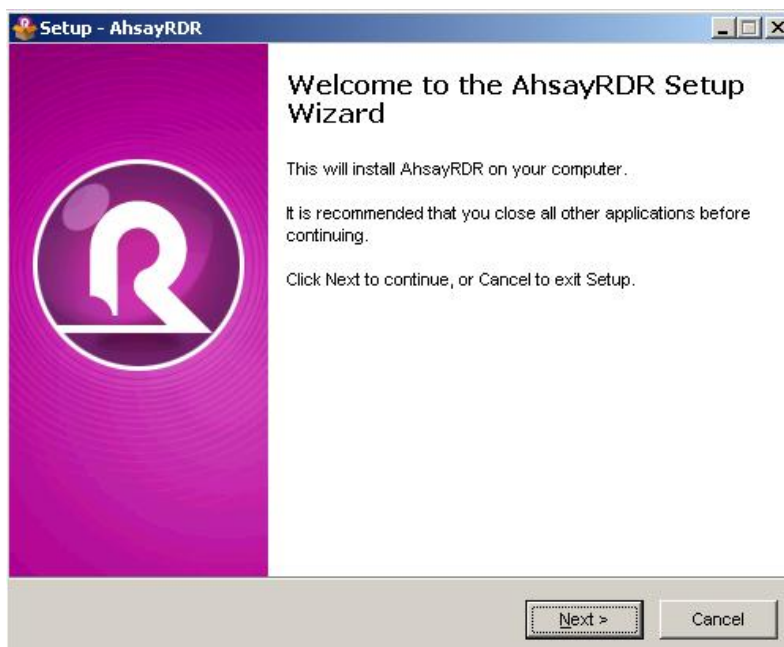 Setup - AhsayRDR
Welcome to the AhsayRDR Setup
Wizard
This will install AhsayRDR on your computer.
It is recommended that you close all other applications before
continuing.
Click Next to continue, or Cancel to exit Setup.
R
Next >
Cancel